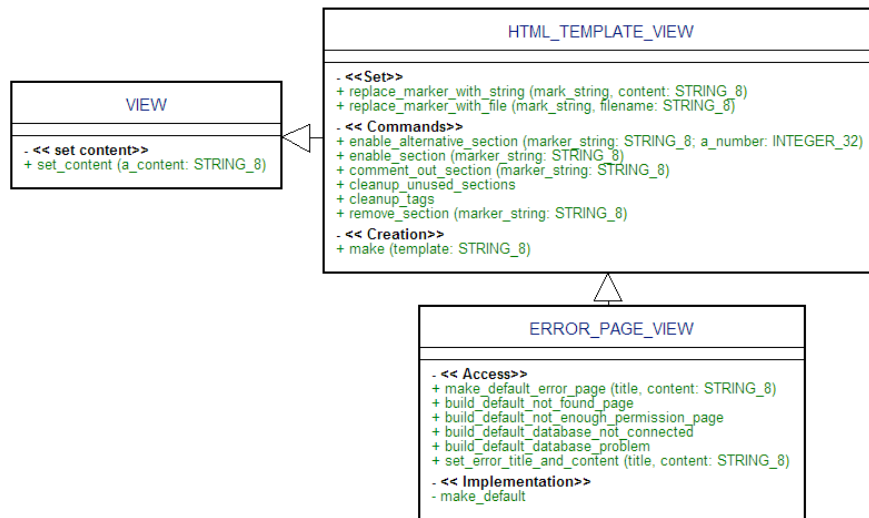 HTML_TEMPLATE_VIEW
- <<Set>>
+ replace_marker_with_string (mark_string, content: STRING_8)
+ replace_marker_with_file (mark_string, filename: STRING_8)
- << Commands>>
+ enable_alternative_section (marker_string: STRING_8; a_number: INTEGER_32)
+ enable_section (marker_string: STRING_8)
+ comment_out_section (marker_string: STRING_8)
+ cleanup_unused_sections
+ cleanup_tags
+ remove_section (marker_string: STRING_8)
- << Creation>>
+ make (template: STRING_8)
VIEW
- << set content>>
+ set_content (a_content: STRING_8)
ERROR_PAGE_VIEW
- << Access>>
+ make_default_error_page (title, content: STRING_8)
+ build_default_not_found_page
+ build_default_not_enough_permission_page
+ build_default_database_not_connected
+ build_default_database_problem
+ set_error_title_and_content (title, content: STRING_8)
- << Implementation>>
- make_default